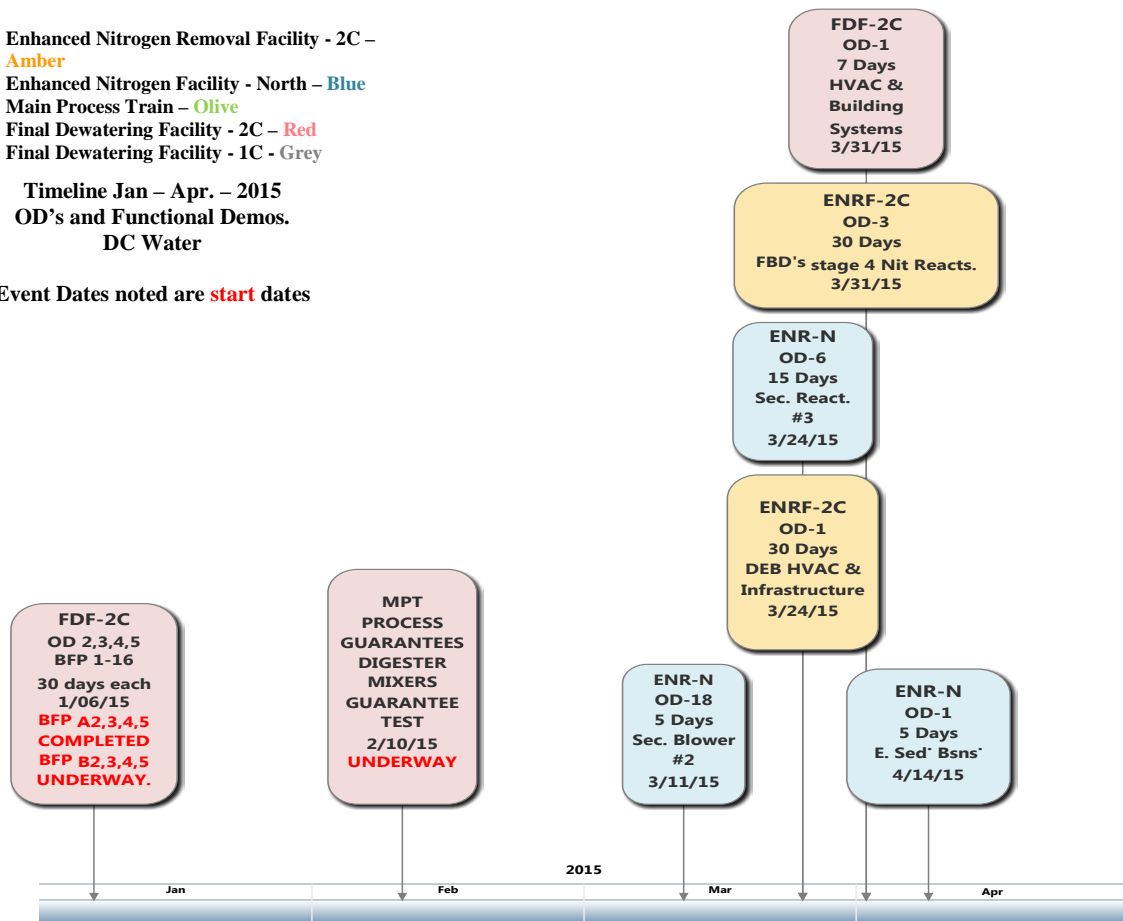 Enhanced Nitrogen Removal Facility - 2C –
Amber
Enhanced Nitrogen Facility - North – Blue
Main Process Train – Olive
Final Dewatering Facility - 2C – Red
Final Dewatering Facility - 1C - Grey
Timeline Jan – Apr. – 2015
OD's and Functional Demos.
DC Water
Event Dates noted are start dates
FDF-2C
OD-1
7 Days
HVAC &
Building
Systems
3/31/15
ENRF-2C
OD-3
30 Days
FBD's stage 4 Nit Reacts.
3/31/15
ENR-N
OD-6
15 Days
Sec. React.
#3
3/24/15
ENRF-2C
OD-1
30 Days
DEB HVAC &
Infrastructure
3/24/15
FDF-2C
OD 2,3,4,5
BFP 1-16
30 days each
1/06/15
BFP A2,3,4,5
COMPLETED
BFP B2,3,4,5
UNDERWAY.
MPT
PROCESS
GUARANTEES
DIGESTER
MIXERS
GUARANTEE
TEST
2/10/15
UNDERWAY
ENR-N
OD-18
5 Days
Sec. Blower
#2
3/11/15
ENR-N
OD-1
5 Days
E. Sed. Bsns.
4/14/15
2015
Jan Feb Mar Apr